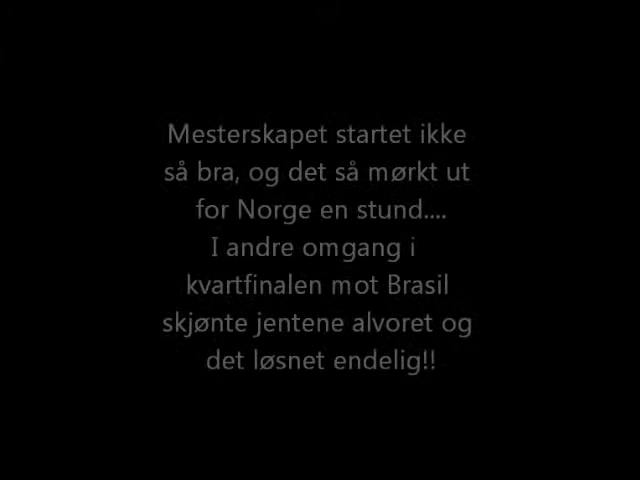 Mesterskapet startet ikke
så bra, og det så mørkt ut
for Norge en stund....
I andre omgang i
kvartfinalen mot Brasil
skjønte jentene alvoret og
det løsnet endelig!!